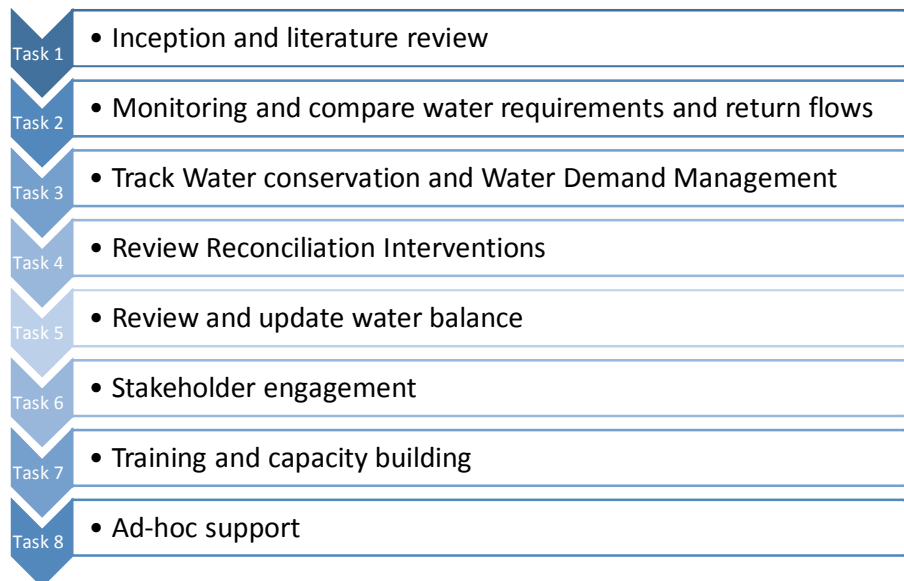 Task 1
• Inception and literature review
Task 2
• Monitoring and compare water requirements and return flows
Task 3
• Track Water conservation and Water Demand Management
Task 4
• Review Reconciliation Interventions
Task 5
• Review and update water balance
Task 6
• Stakeholder engagement
Task 7
• Training and capacity building
Task 8
• Ad-hoc support